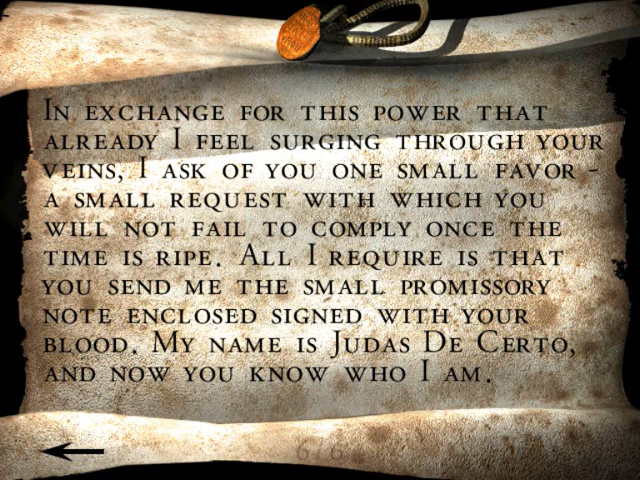 In exchange for this power that
already I feel surging through your
veins, I ask of you one small favor -
a small request with which you
will not fail to comply once the
time is ripe. All I require is that
you send me the small promissory
note enclosed signed with your
blood. My name is Judas De Certo,
and now you know who I am.
6/6